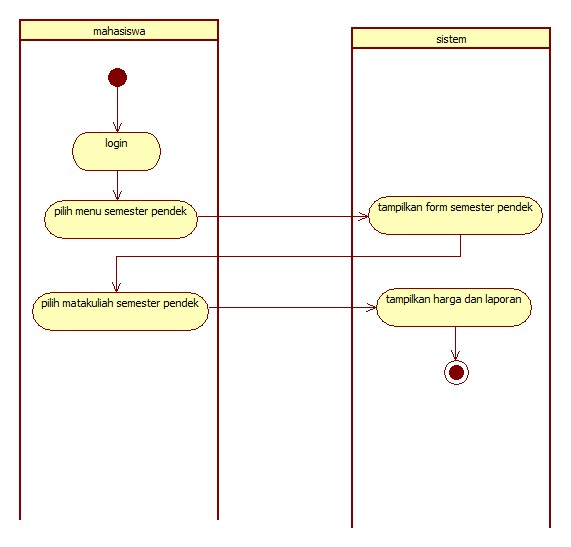 mahasiswa
sistem
login
pilih menu semester pendek
tampilkan form semester pendek
pilih matakuliah semester pendek
tampilkan harga dan laporan